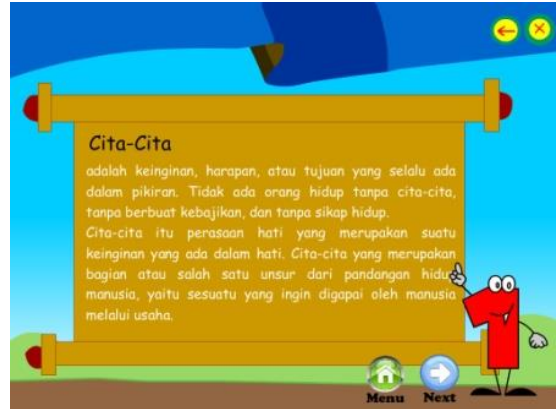 Cita-Cita
adalah keinginan, harapan, atau tujuan yang selalu ada
dalam pikiran. Tidak ada orang hidup tanpa cita-cita,
tanpa berbuat kebajikan, dan tanpa sikap hidup.
Cita-cita itu perasaan hati yang merupakan suatu
keinginan yang ada dalam hati. Cita-cita yang merupakan
bagian atau salah satu unsur dari pandangan hidup
manusia, yaitu sesuatu yang ingin digapai oleh manusia
melalui usaha.
Menu Next